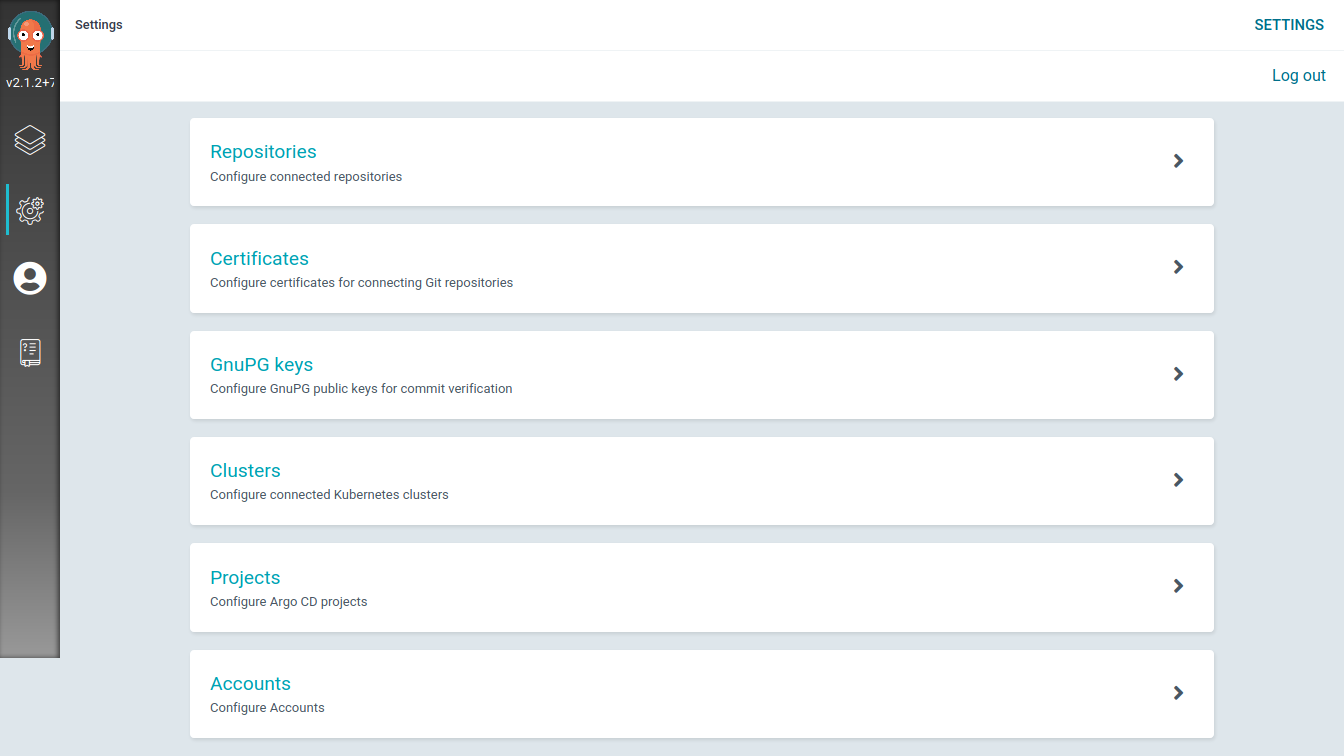 Settings
SETTINGS
v2.1.2+7
Log out
Repositories
Configure connected repositories
Certificates
Configure certificates for connecting Git repositories
GnuPG keys
Configure GnuPG public keys for commit verification
Clusters
Configure connected Kubernetes clusters
Projects
Configure Argo CD projects
Accounts
Configure Accounts